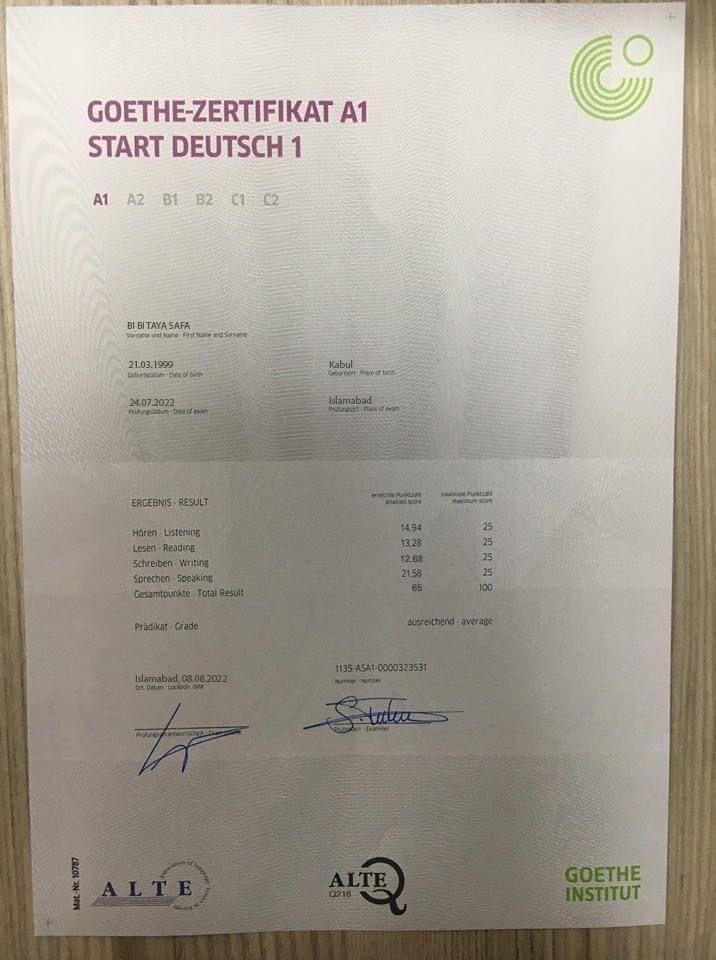 GOETHE-ZERTIFIKAT A1
START DEUTSCH 1
A1 A2 B1 B2 C1 C2
BI BI TAYA SAFA
Vorname und Name · First Name and Surname
21.03.1999 Kabul
Geburtsdatum · Date of birth Geburtsort · Place of birth
24.07.2022 Islamabad
Prüfungsdatum · Date of exam Prüfungsort · Place of exam
ERGEBNIS · RESULT erreichte Punktzahl maximale Punktzahl
attained score maximum score
Hören · Listening 14,94 25
Lesen · Reading 13,28 25
Schreiben · Writing 12,68 25
Sprechen · Speaking 21,58 25
Gesamtpunkte · Total Result 65 100
Prädikat · Grade ausreichend · average
Islamabad, 08.08.2022 1135-ASA1-0000323531
Ort, Datum · Location, date Nummer · Number
Prüfende/r · Examiner
Mat.-Nr. 10787
ALTE
ALTE
Q218
GOETHE
INSTITUT